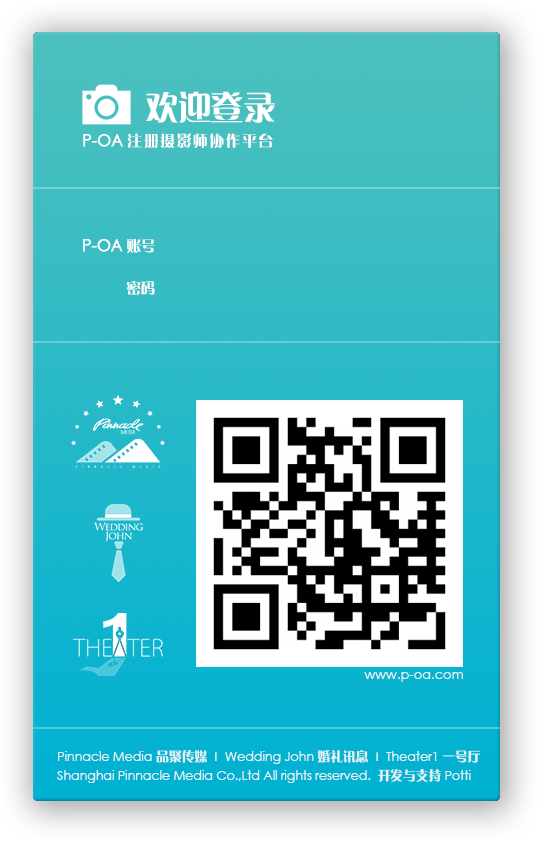 欢迎登录
P-OA 注册摄影师协作平台
P-OA 账号
密码
Pinnacle
MEDIA
PINNACLE MEDIA
WEDDING
JOHN
1
THEATER
www.p-oa.com
Pinnacle Media 品聚传媒 I Wedding John 婚礼讯息 I Theater1 一号厅
Shanghai Pinnacle Media Co.,Ltd All rights reserved. 开发与支持 Potti